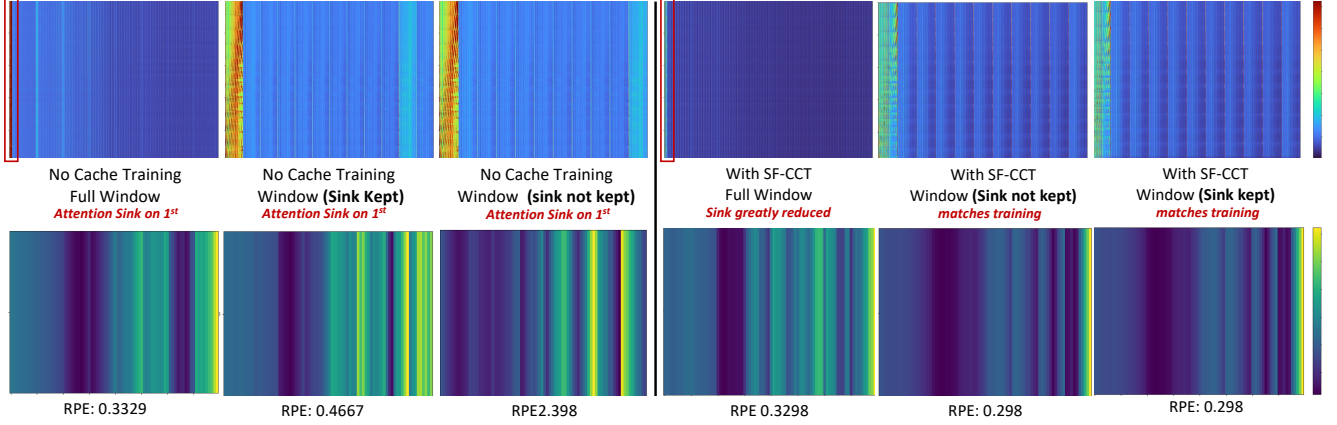 No Cache Training
Full Window
Attention Sink on 1st
No Cache Training
Window (Sink Kept)
Attention Sink on 1st
No Cache Training
Window (sink not kept)
Attention Sink on 1st
With SF-CCT
Full Window
Sink greatly reduced
With SF-CCT
Window (Sink not kept)
matches training
With SF-CCT
Window (Sink kept)
matches training
RPE: 0.3329
RPE: 0.4667
RPE2.398
RPE 0.3298
RPE: 0.298
RPE: 0.298